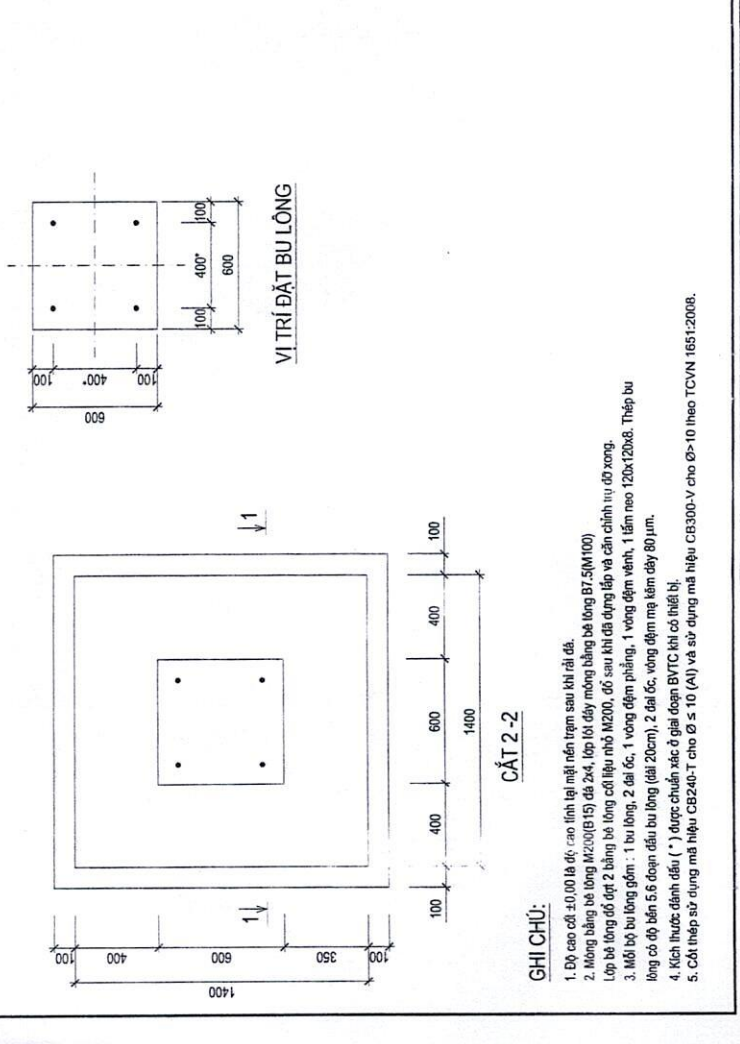 100
400*
100
600
100
400*
100
600
VỊ TRÍ ĐẶT BU LÔNG
100
400
600
350
100
1400
1
1
100
400
600
400
100
1400
CẮT 2 -2
GHI CHÚ:
1. Độ cao cốt ±0,00 là độ cao tính tại mặt nền trạm sau khi rải đá.
2. Móng bằng bê tông M200(B15) đá 2x4, lớp lót đáy móng bằng bê tông B7.5(M100)
Lớp bê tông đổ đợt 2 bằng bê tông cốt liệu nhỏ M200, đổ sau khi đã dựng lắp và căn chỉnh trụ đỡ xong.
3. Mỗi bộ bu lông gồm : 1 bu lông, 2 đai ốc, 1 vòng đệm phẳng, 1 vòng đệm vênh, 1 tấm neo 120x120x8. Thép bu
lông có độ bền 5.6 đoạn đầu bu lông (dài 20cm), 2 đai ốc, vòng đệm mạ kẽm dày 80 µm.
4. Kích thước đánh dấu ( * ) được chuẩn xác ở giai đoạn BVTC khi có thiết bị.
5. Cốt thép sử dụng mã hiệu CB240-T cho Ø ≤ 10 (AI) và sử dụng mã hiệu CB300-V cho Ø>10 theo TCVN 1651:2008.